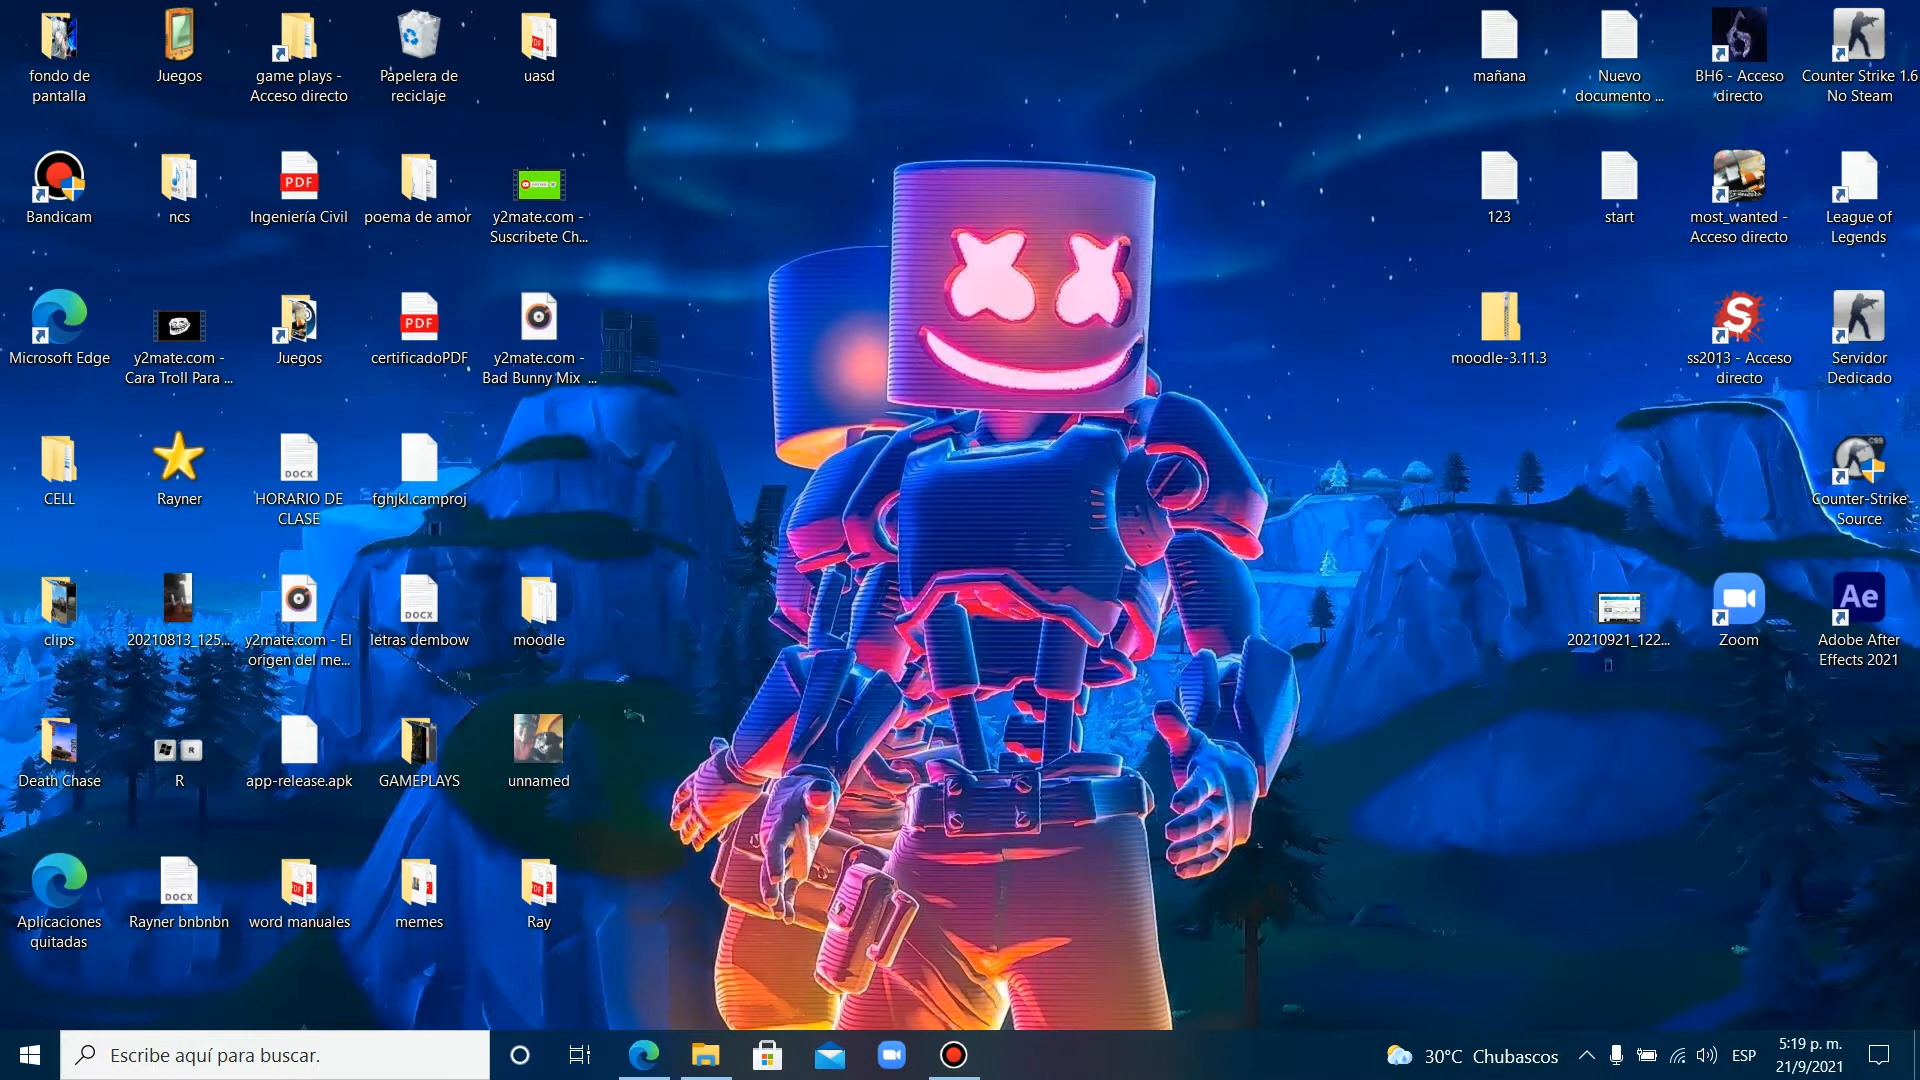 fondo de
pantalla
Juegos
game plays -
Acceso directo
Papelera de
reciclaje
uasd
mañana
Nuevo
documento ...
BH6 - Acceso
directo
Counter Strike 1.6
No Steam
Bandicam
ncs
PDF
Ingeniería Civil
poema de amor
y2mate.com -
Suscribete Ch...
123
start
most_wanted -
Acceso directo
League of
Legends
Microsoft Edge
y2mate.com -
Cara Troll Para ...
Juegos
PDF
certificadoPDF
y2mate.com -
Bad Bunny Mix ...
moodle-3.11.3
ss2013 - Acceso
directo
Servidor
Dedicado
CELL
Rayner
DOCX
HORARIO DE
CLASE
fghjkl.camproj
CSS
Counter-Strike
Source
clips
20210813_125...
y2mate.com - El
origen del me...
DOCX
letras dembow
moodle
20210921_122...
Zoom
Ae
Adobe After
Effects 2021
Death Chase
R
R
app-release.apk
GAMEPLAYS
unnamed
Aplicaciones
quitadas
DOCX
Rayner bnbnbn
word manuales
memes
Ray
Escribe aquí para buscar.
30°C Chubascos
ESP
5:19 p. m.
21/9/2021